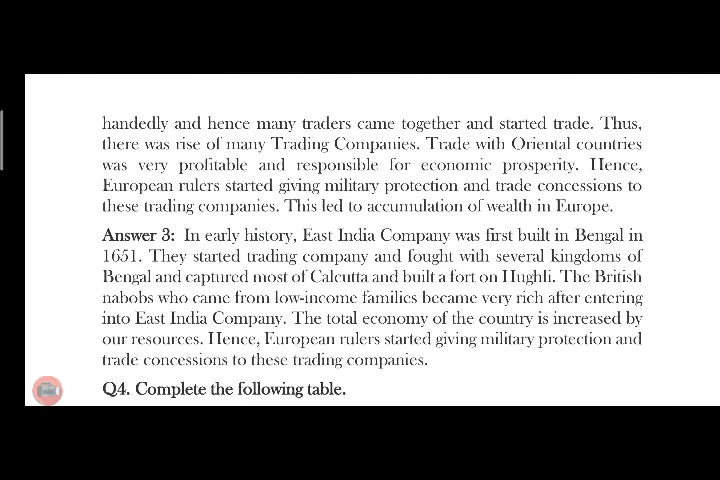 handedly and hence many traders came together and started trade. Thus,
there was rise of many Trading Companies. Trade with Oriental countries
was very profitable and responsible for economic prosperity. Hence,
European rulers started giving military protection and trade concessions to
these trading companies. This led to accumulation of wealth in Europe.
Answer 3: In early history, East India Company was first built in Bengal in
1651. They started trading company and fought with several kingdoms of
Bengal and captured most of Calcutta and built a fort on Hughli. The British
nabobs who came from low-income families became very rich after entering
into East India Company. The total economy of the country is increased by
our resources. Hence, European rulers started giving military protection and
trade concessions to these trading companies.
Q4. Complete the following table.